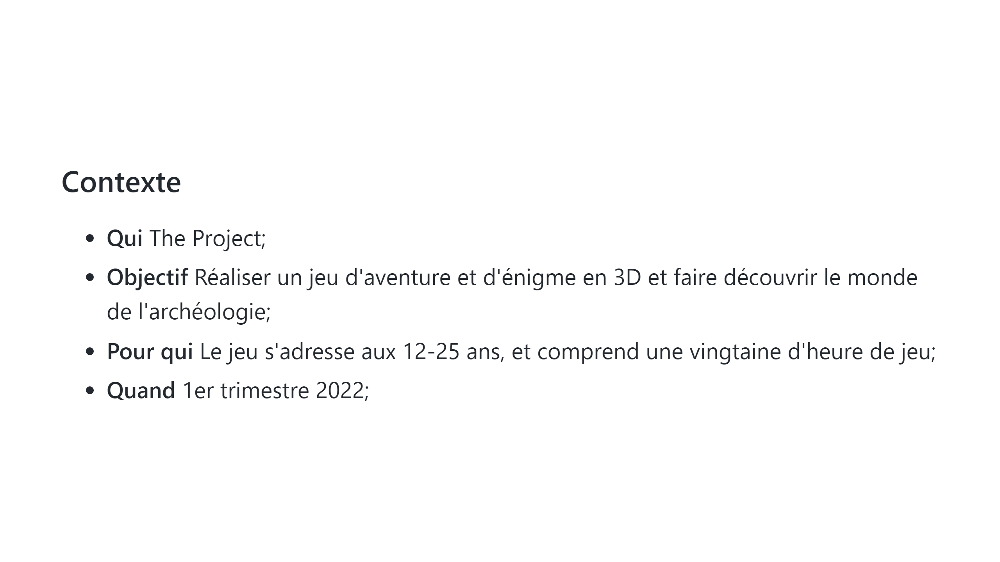 Contexte
Qui The Project;
Objectif Réaliser un jeu d'aventure et d'énigme en 3D et faire découvrir le monde
de l'archéologie;
Pour qui Le jeu s'adresse aux 12-25 ans, et comprend une vingtaine d'heure de jeu;
Quand 1er trimestre 2022;